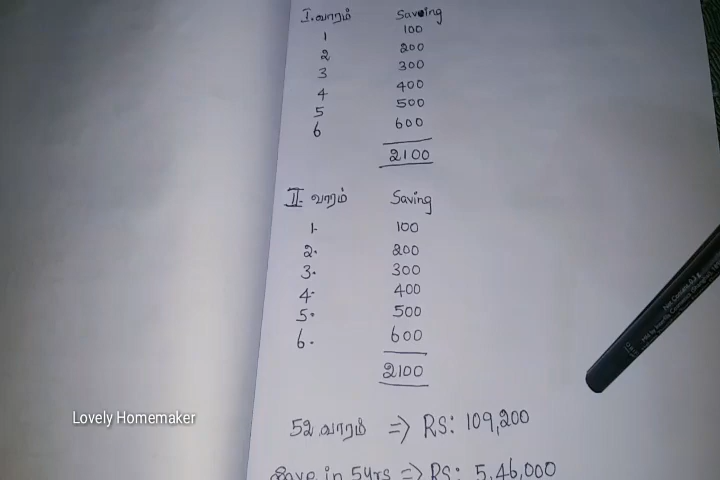 I. வாரம் Saving
1 100
2 200
3 300
4 400
5 500
6 600
2100
II. வாரம் Saving
1. 100
2. 200
3. 300
4. 400
5. 500
6. 600
2100
52 வாரம் => RS: 109,200
Save in 5yrs => RS: 5,46,000
Lovely Homemaker